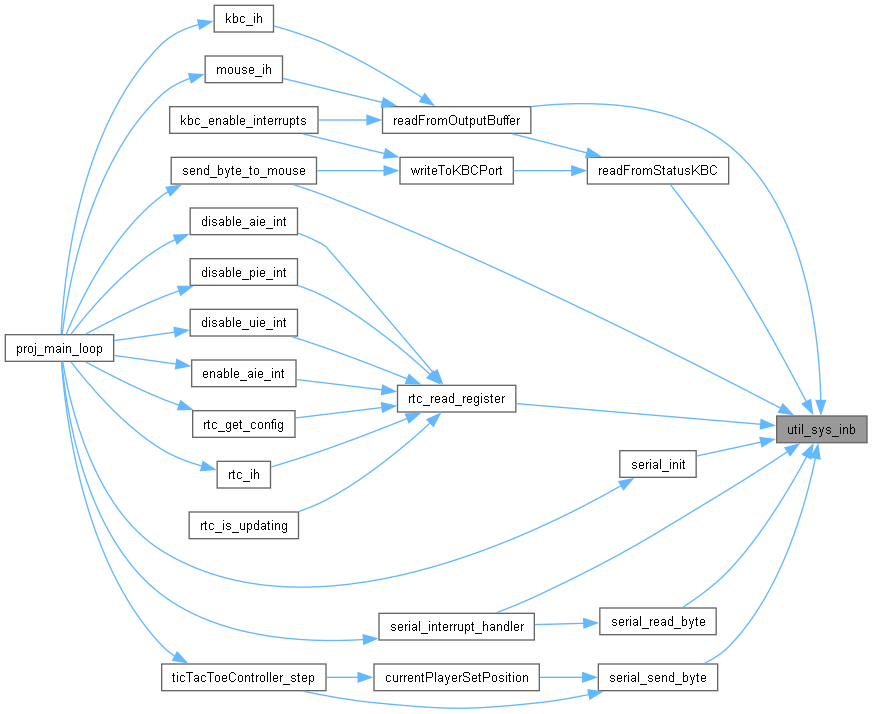 kbc_ih
mouse_ih
kbc_enable_interrupts
readFromOutputBuffer
send_byte_to_mouse
writeToKBCPort
readFromStatusKBC
disable_aie_int
disable_pie_int
disable_uie_int
proj_main_loop
enable_aie_int
rtc_read_register
rtc_get_config
util_sys_inb
rtc_ih
serial_init
rtc_is_updating
serial_interrupt_handler
serial_read_byte
ticTacToeController_step
currentPlayerSetPosition
serial_send_byte